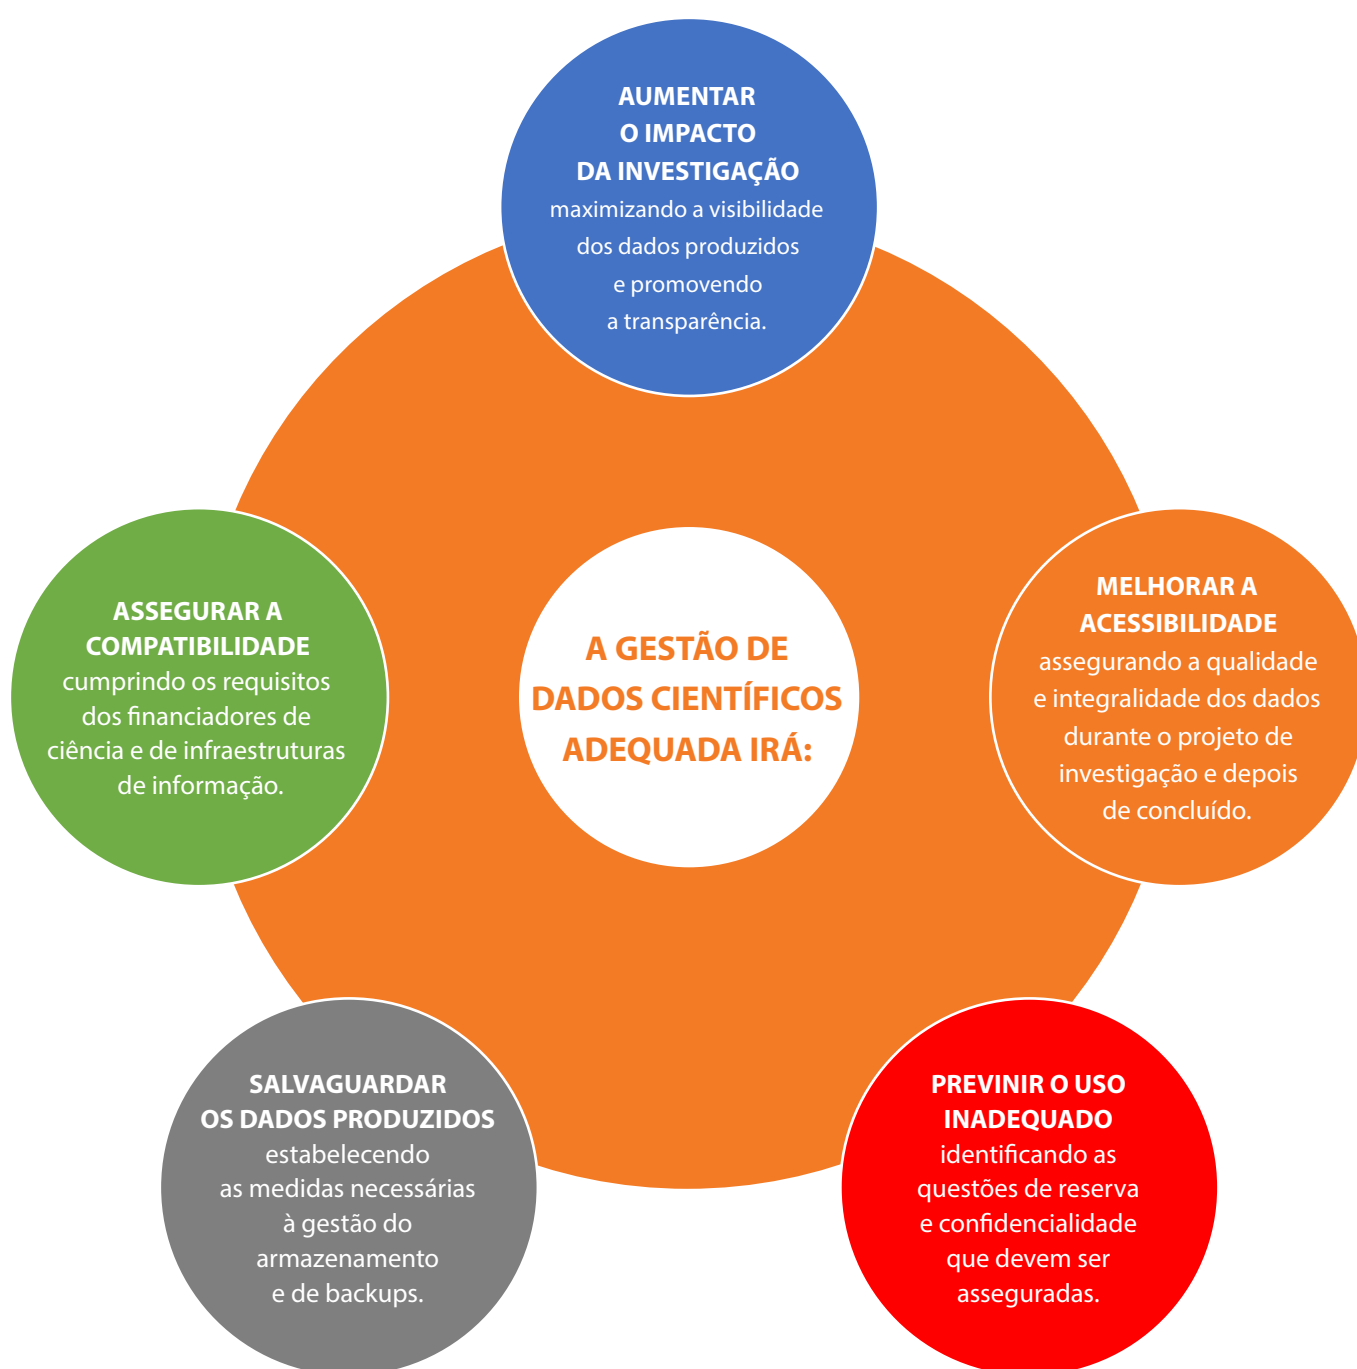 AUMENTAR
O IMPACTO
DA INVESTIGAÇÃO
maximizando a visibilidade
dos dados produzidos
e promovendo
a transparência.
ASSEGURAR A
COMPATIBILIDADE
cumprindo os requisitos
dos financiadores de
ciência e de infraestruturas
de informação.
A GESTÃO DE
DADOS CIENTÍFICOS
ADEQUADA IRÁ:
MELHORAR A
ACESSIBILIDADE
assegurando a qualidade
e integralidade dos dados
durante o projeto de
investigação e depois
de concluído.
SALVAGUARDAR
OS DADOS PRODUZIDOS
estabelecendo
as medidas necessárias
à gestão do
armazenamento
e de backups.
PREVINIR O USO
INADEQUADO
identificando as
questões de reserva
e confidencialidade
que devem ser
asseguradas.